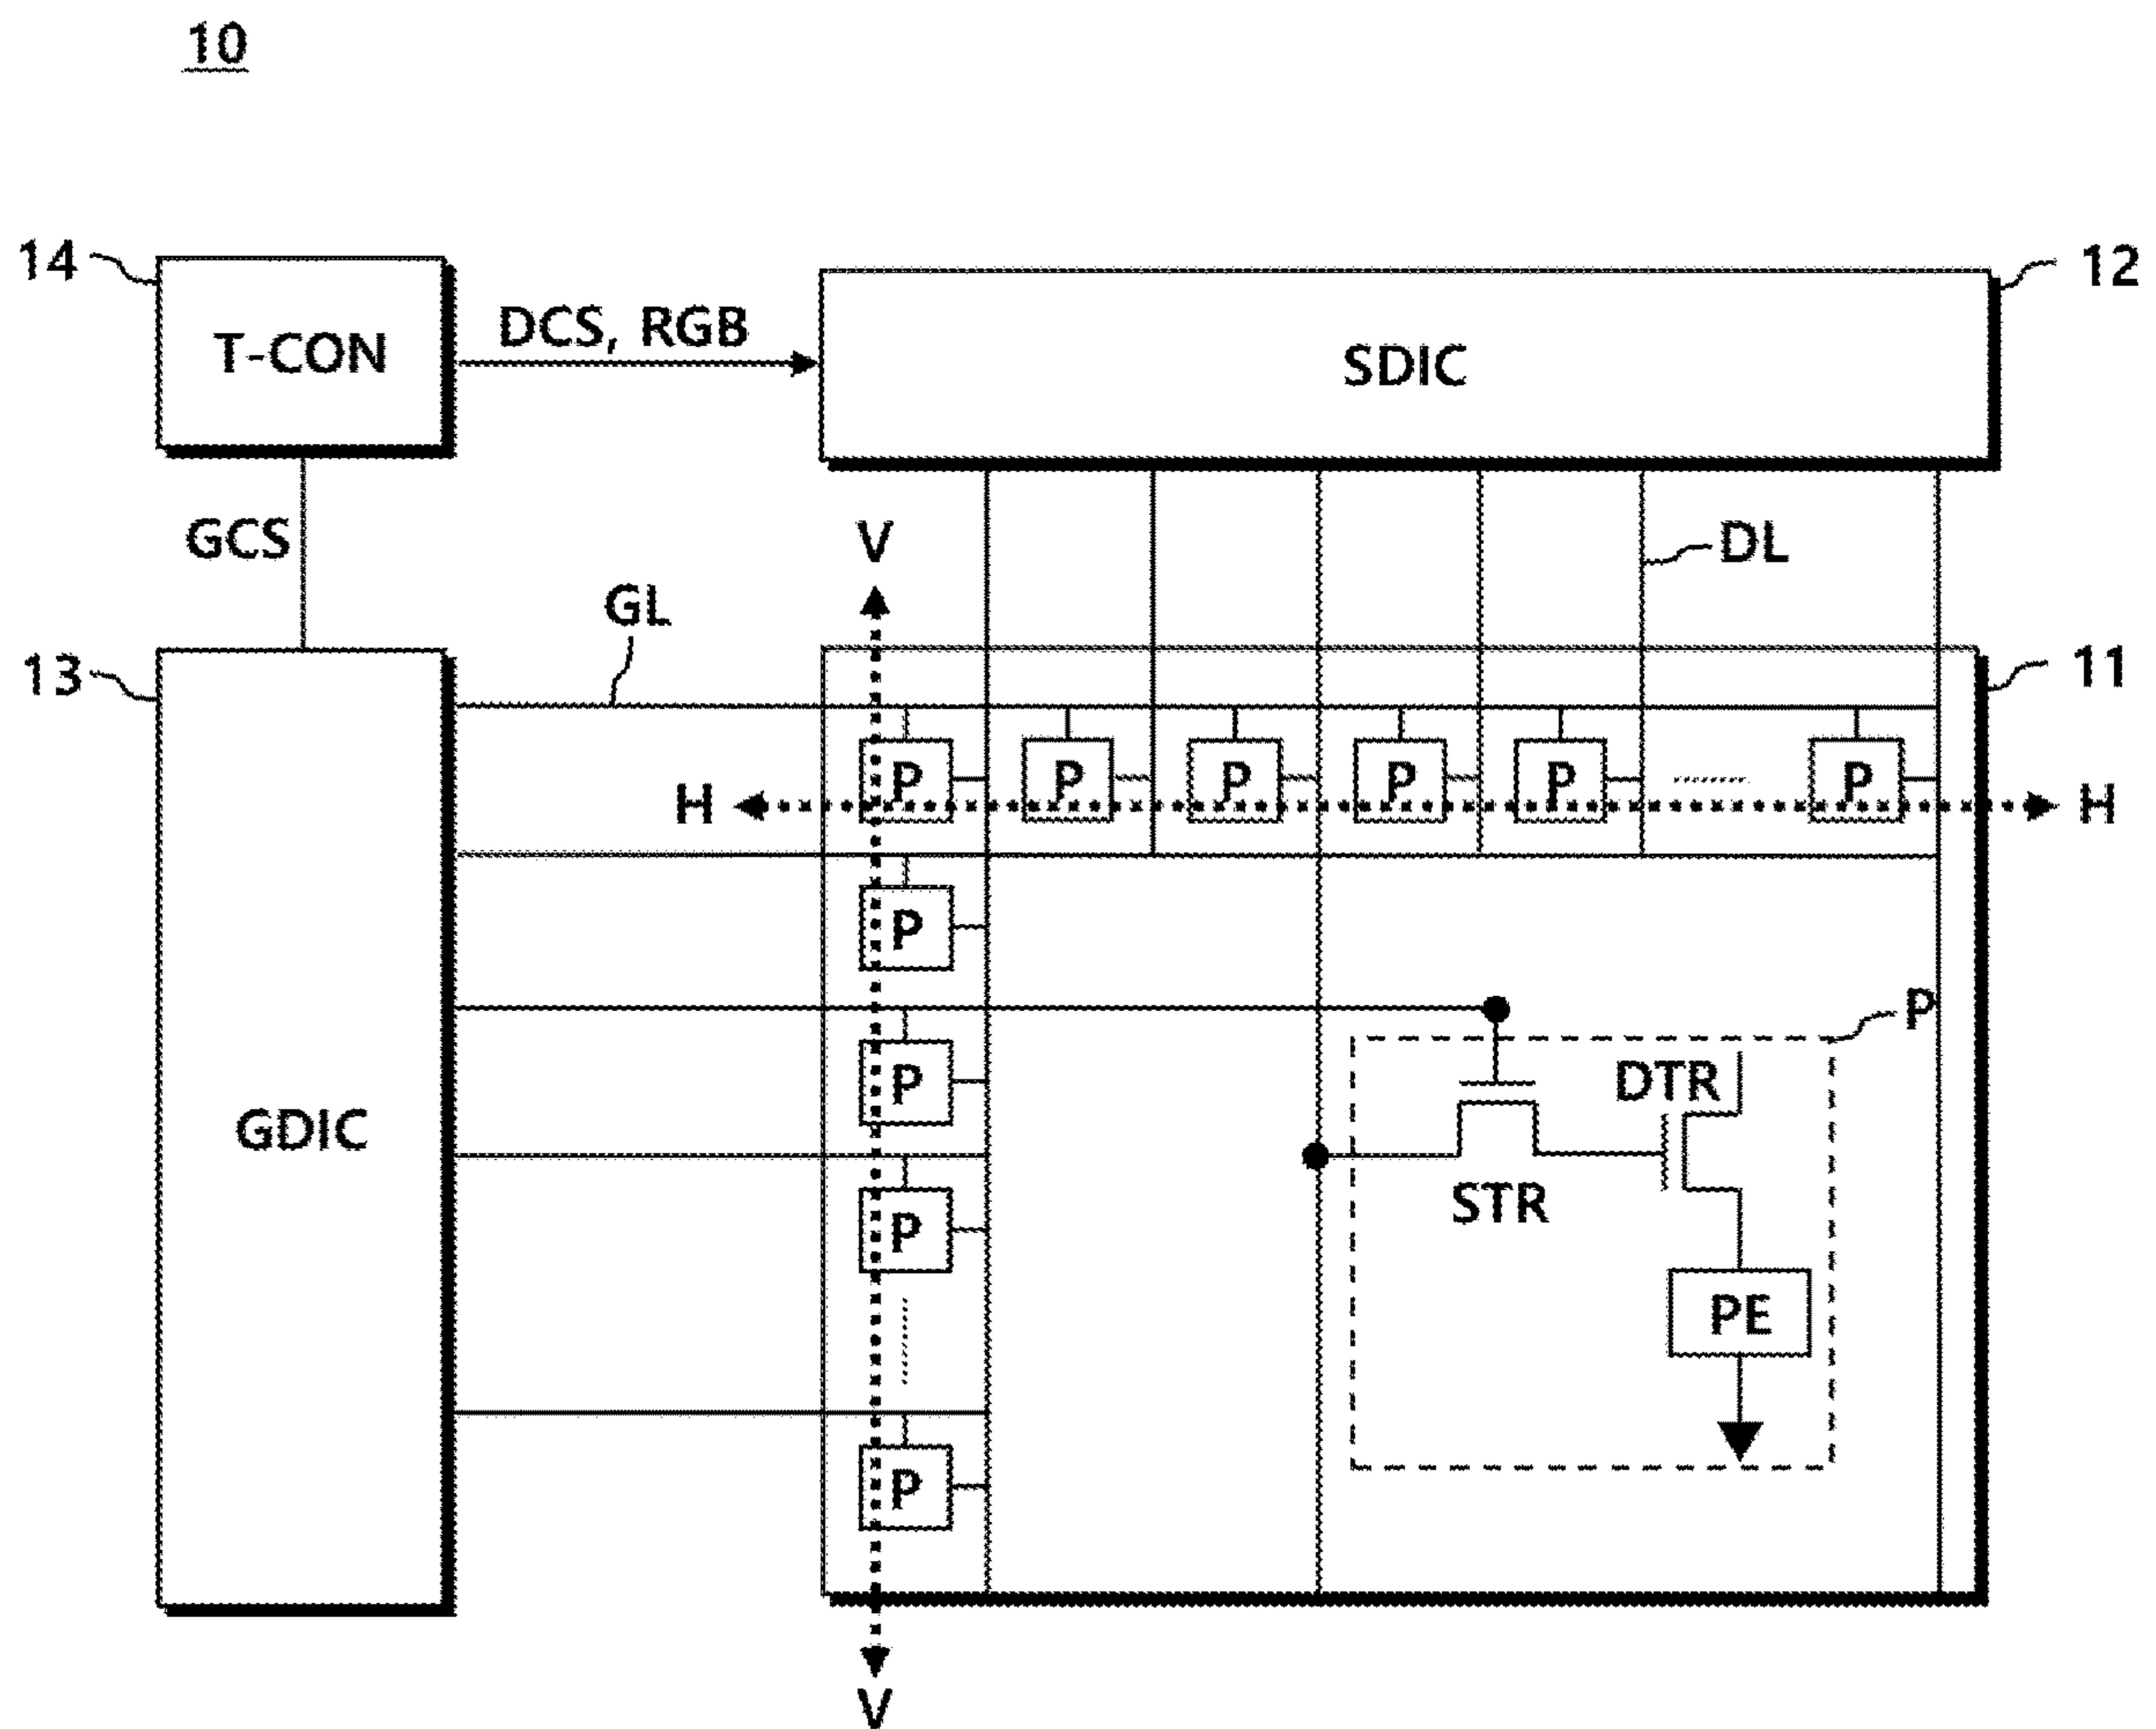 10
14
T-CON
DCS, RGB
SDIC
12
GCS
V
DL
GL
13
11
P P P P P P
H H
P
P
P
DTR
P
GDIC
STR
P
PE
P
V